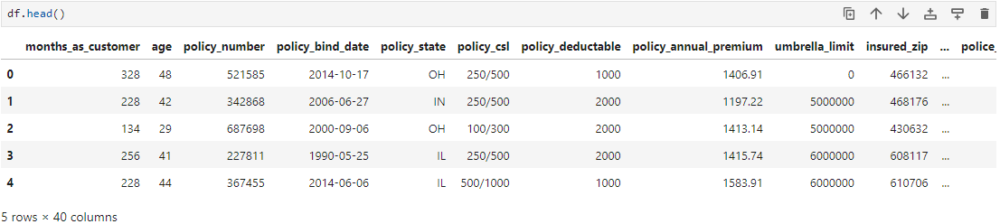 df.head()
months_as_customer age policy_number policy_bind_date policy_state policy_csl policy_deductable policy_annual_premium umbrella_limit insured_zip ... police_
0 328 48 521585 2014-10-17 OH 250/500 1000 1406.91 0 466132 ...
1 228 42 342868 2006-06-27 IN 250/500 2000 1197.22 5000000 468176 ...
2 134 29 687698 2000-09-06 OH 100/300 2000 1413.14 5000000 430632 ...
3 256 41 227811 1990-05-25 IL 250/500 2000 1415.74 6000000 608117 ...
4 228 44 367455 2014-06-06 IL 500/1000 1000 1583.91 6000000 610706 ...
5 rows × 40 columns